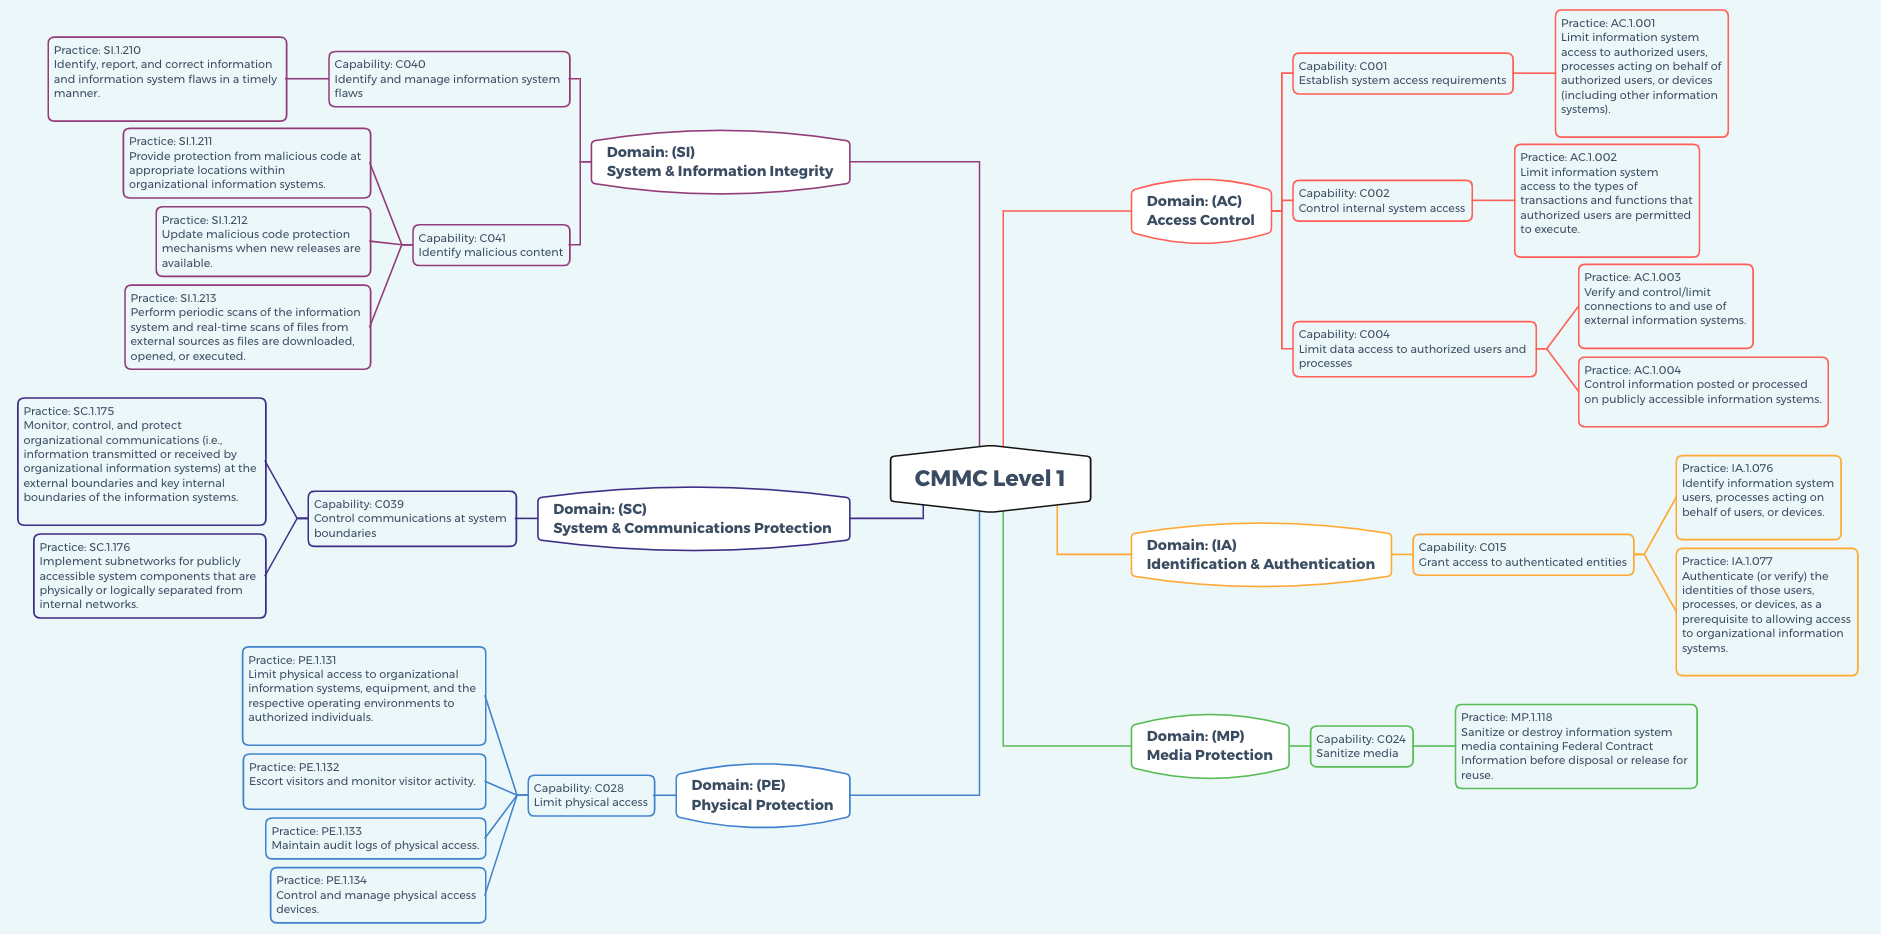 CMMC Level 1
Domain: (SI)
System & Information Integrity
Capability: C040
Identify and manage information system
flaws
Practice: SI.1.210
Identify, report, and correct information
and information system flaws in a timely
manner.
Capability: C041
Identify malicious content
Practice: SI.1.211
Provide protection from malicious code at
appropriate locations within
organizational information systems.
Practice: SI.1.212
Update malicious code protection
mechanisms when new releases are
available.
Practice: SI.1.213
Perform periodic scans of the information
system and real-time scans of files from
external sources as files are downloaded,
opened, or executed.
Domain: (SC)
System & Communications Protection
Capability: C039
Control communications at system
boundaries
Practice: SC.1.175
Monitor, control, and protect
organizational communications (i.e.,
information transmitted or received by
organizational information systems) at the
external boundaries and key internal
boundaries of the information systems.
Practice: SC.1.176
Implement subnetworks for publicly
accessible system components that are
physically or logically separated from
internal networks.
Domain: (PE)
Physical Protection
Capability: C028
Limit physical access
Practice: PE.1.131
Limit physical access to organizational
information systems, equipment, and the
respective operating environments to
authorized individuals.
Practice: PE.1.132
Escort visitors and monitor visitor activity.
Practice: PE.1.133
Maintain audit logs of physical access.
Practice: PE.1.134
Control and manage physical access
devices.
Domain: (AC)
Access Control
Capability: C001
Establish system access requirements
Practice: AC.1.001
Limit information system
access to authorized users,
processes acting on behalf of
authorized users, or devices
(including other information
systems).
Capability: C002
Control internal system access
Practice: AC.1.002
Limit information system
access to the types of
transactions and functions that
authorized users are permitted
to execute.
Capability: C004
Limit data access to authorized users and
processes
Practice: AC.1.003
Verify and control/limit
connections to and use of
external information systems.
Practice: AC.1.004
Control information posted or processed
on publicly accessible information systems.
Domain: (IA)
Identification & Authentication
Capability: C015
Grant access to authenticated entities
Practice: IA.1.076
Identify information system
users, processes acting on
behalf of users, or devices.
Practice: IA.1.077
Authenticate (or verify) the
identities of those users,
processes, or devices, as a
prerequisite to allowing access
to organizational information
systems.
Domain: (MP)
Media Protection
Capability: C024
Sanitize media
Practice: MP.1.118
Sanitize or destroy information system
media containing Federal Contract
Information before disposal or release for
reuse.